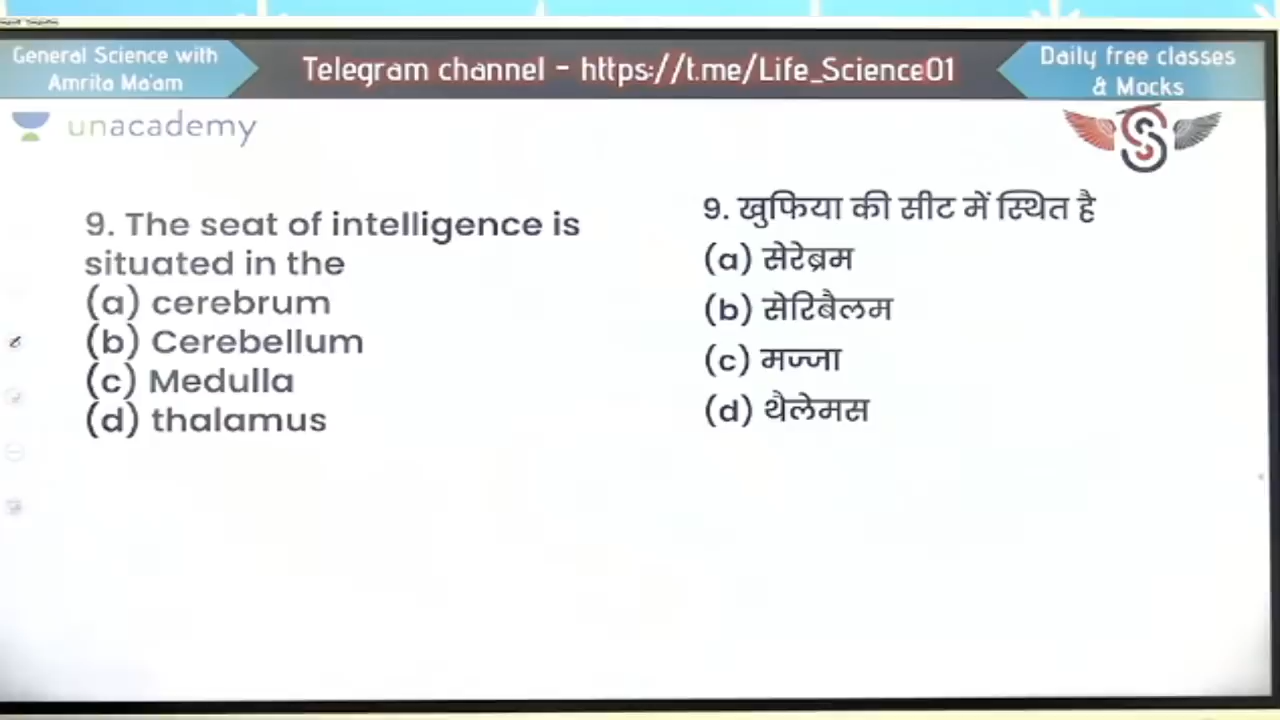 General Science with
Amrita Ma'am
Telegram channel - https://t.me/Life_Science01
Daily free classes
& Mocks
unacademy
9. The seat of intelligence is
situated in the
(a) cerebrum
(b) Cerebellum
(c) Medulla
(d) thalamus
9. खुफिया की सीट में स्थित है
(a) सेरेब्रम
(b) सेरिबैलम
(c) मज्जा
(d) थैलेमस